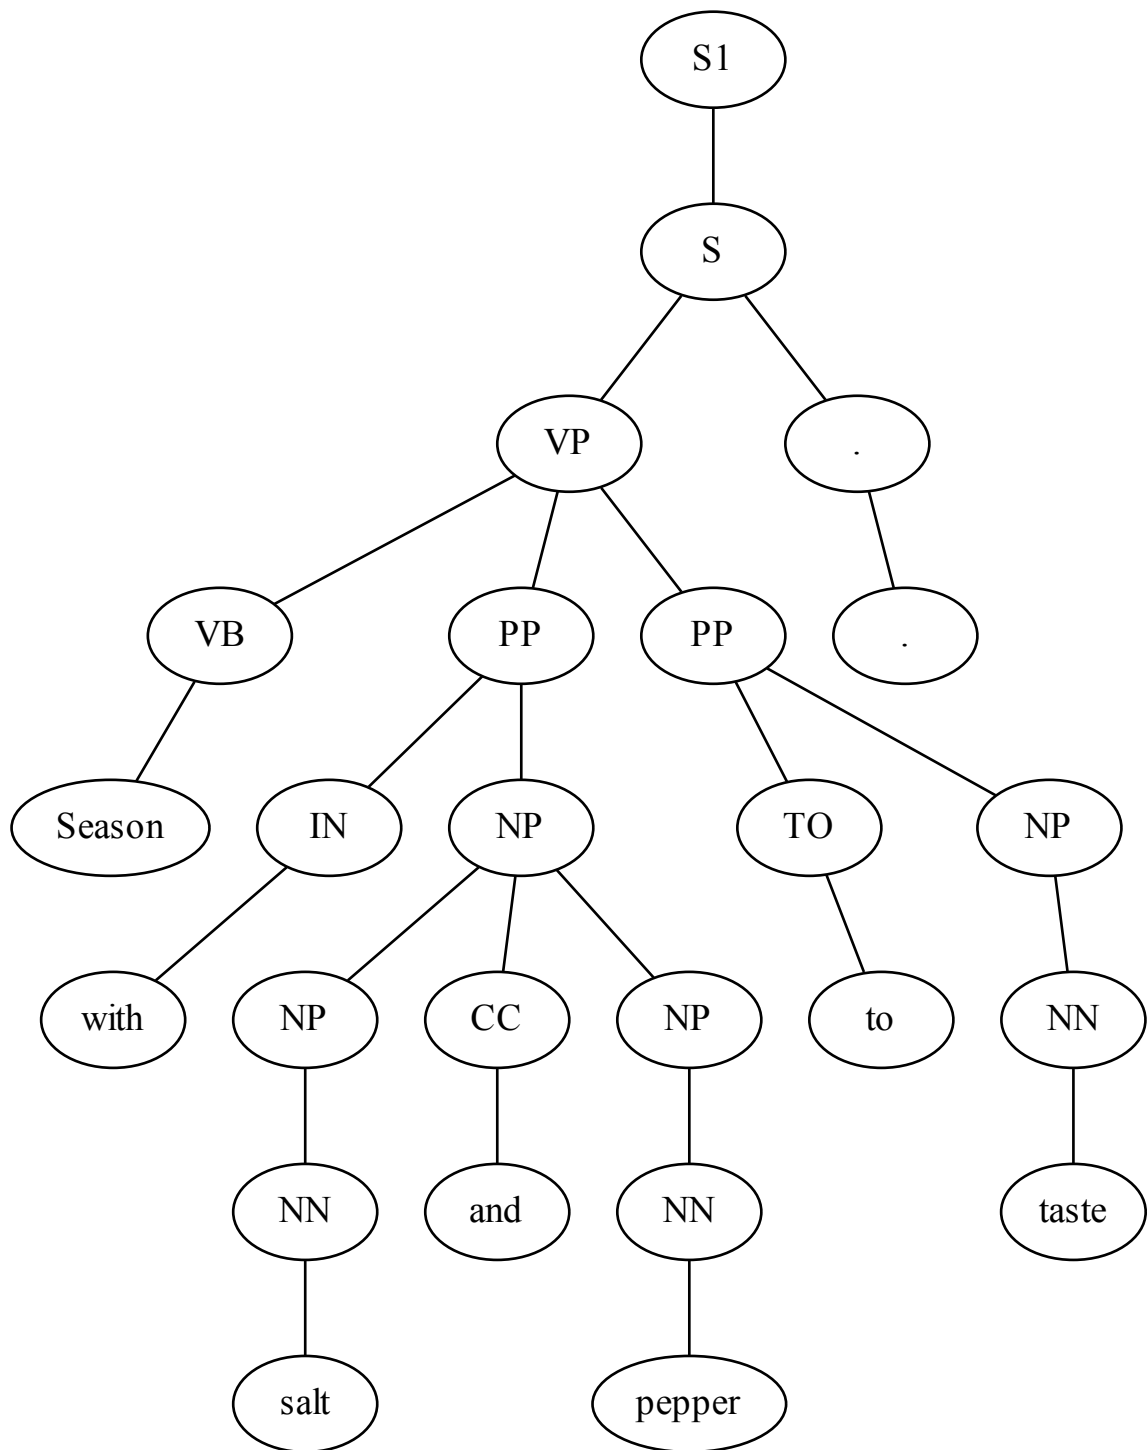 S1
S
VP .
VB PP PP .
Season IN NP TO NP
with NP CC NP to NN
NN and NN taste
salt pepper